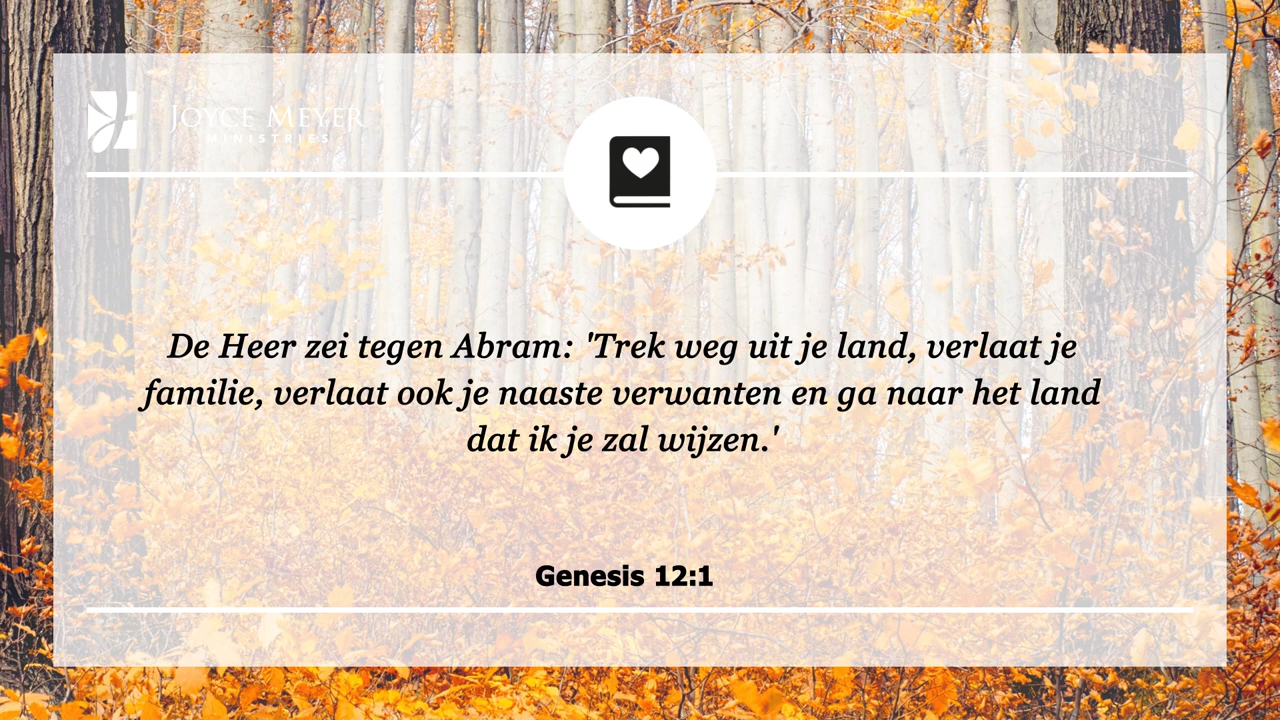 JOYCE MEYER
MINISTRIES
De Heer zei tegen Abram: 'Trek weg uit je land, verlaat je
familie, verlaat ook je naaste verwanten en ga naar het land
dat ik je zal wijzen.'
Genesis 12:1